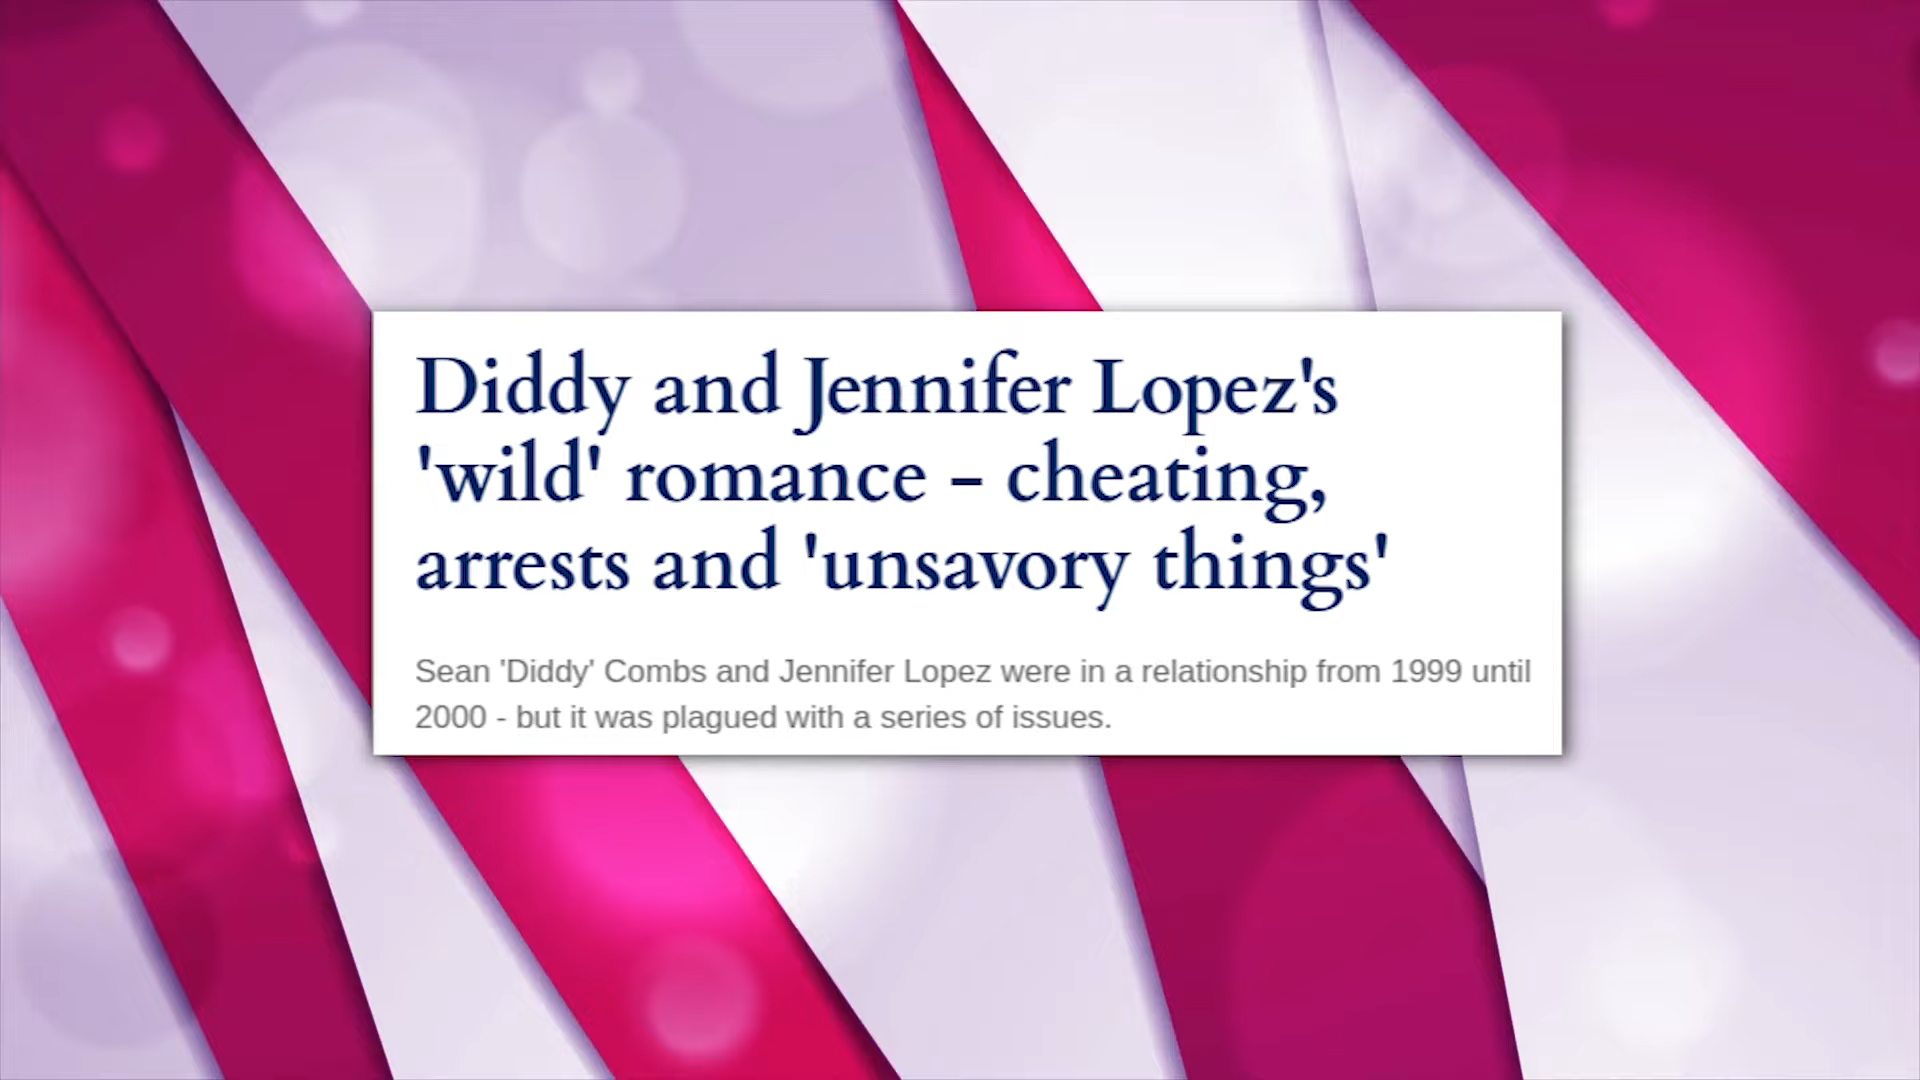 Diddy and Jennifer Lopez's
'wild' romance – cheating,
arrests and 'unsavory things'
Sean 'Diddy' Combs and Jennifer Lopez were in a relationship from 1999 until
2000 - but it was plagued with a series of issues.